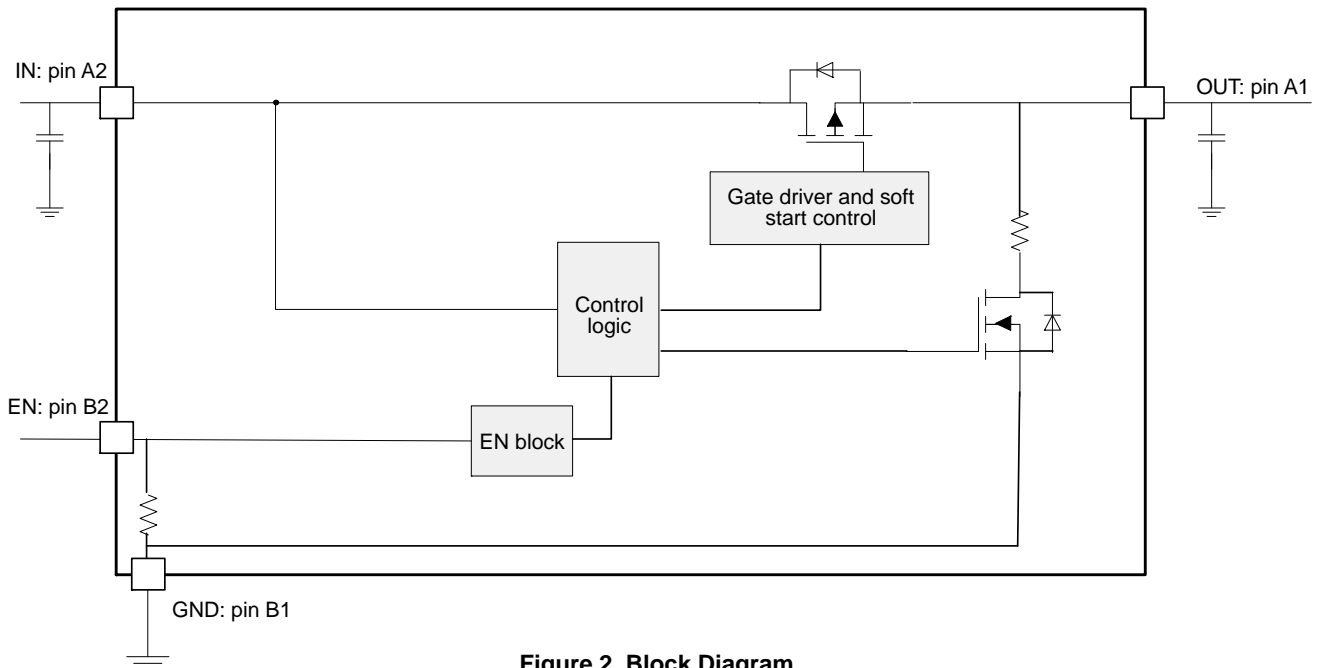 IN: pin A2
OUT: pin A1
Gate driver and soft
start control
Control
logic
EN: pin B2
EN block
GND: pin B1
Figure 2. Block Diagram